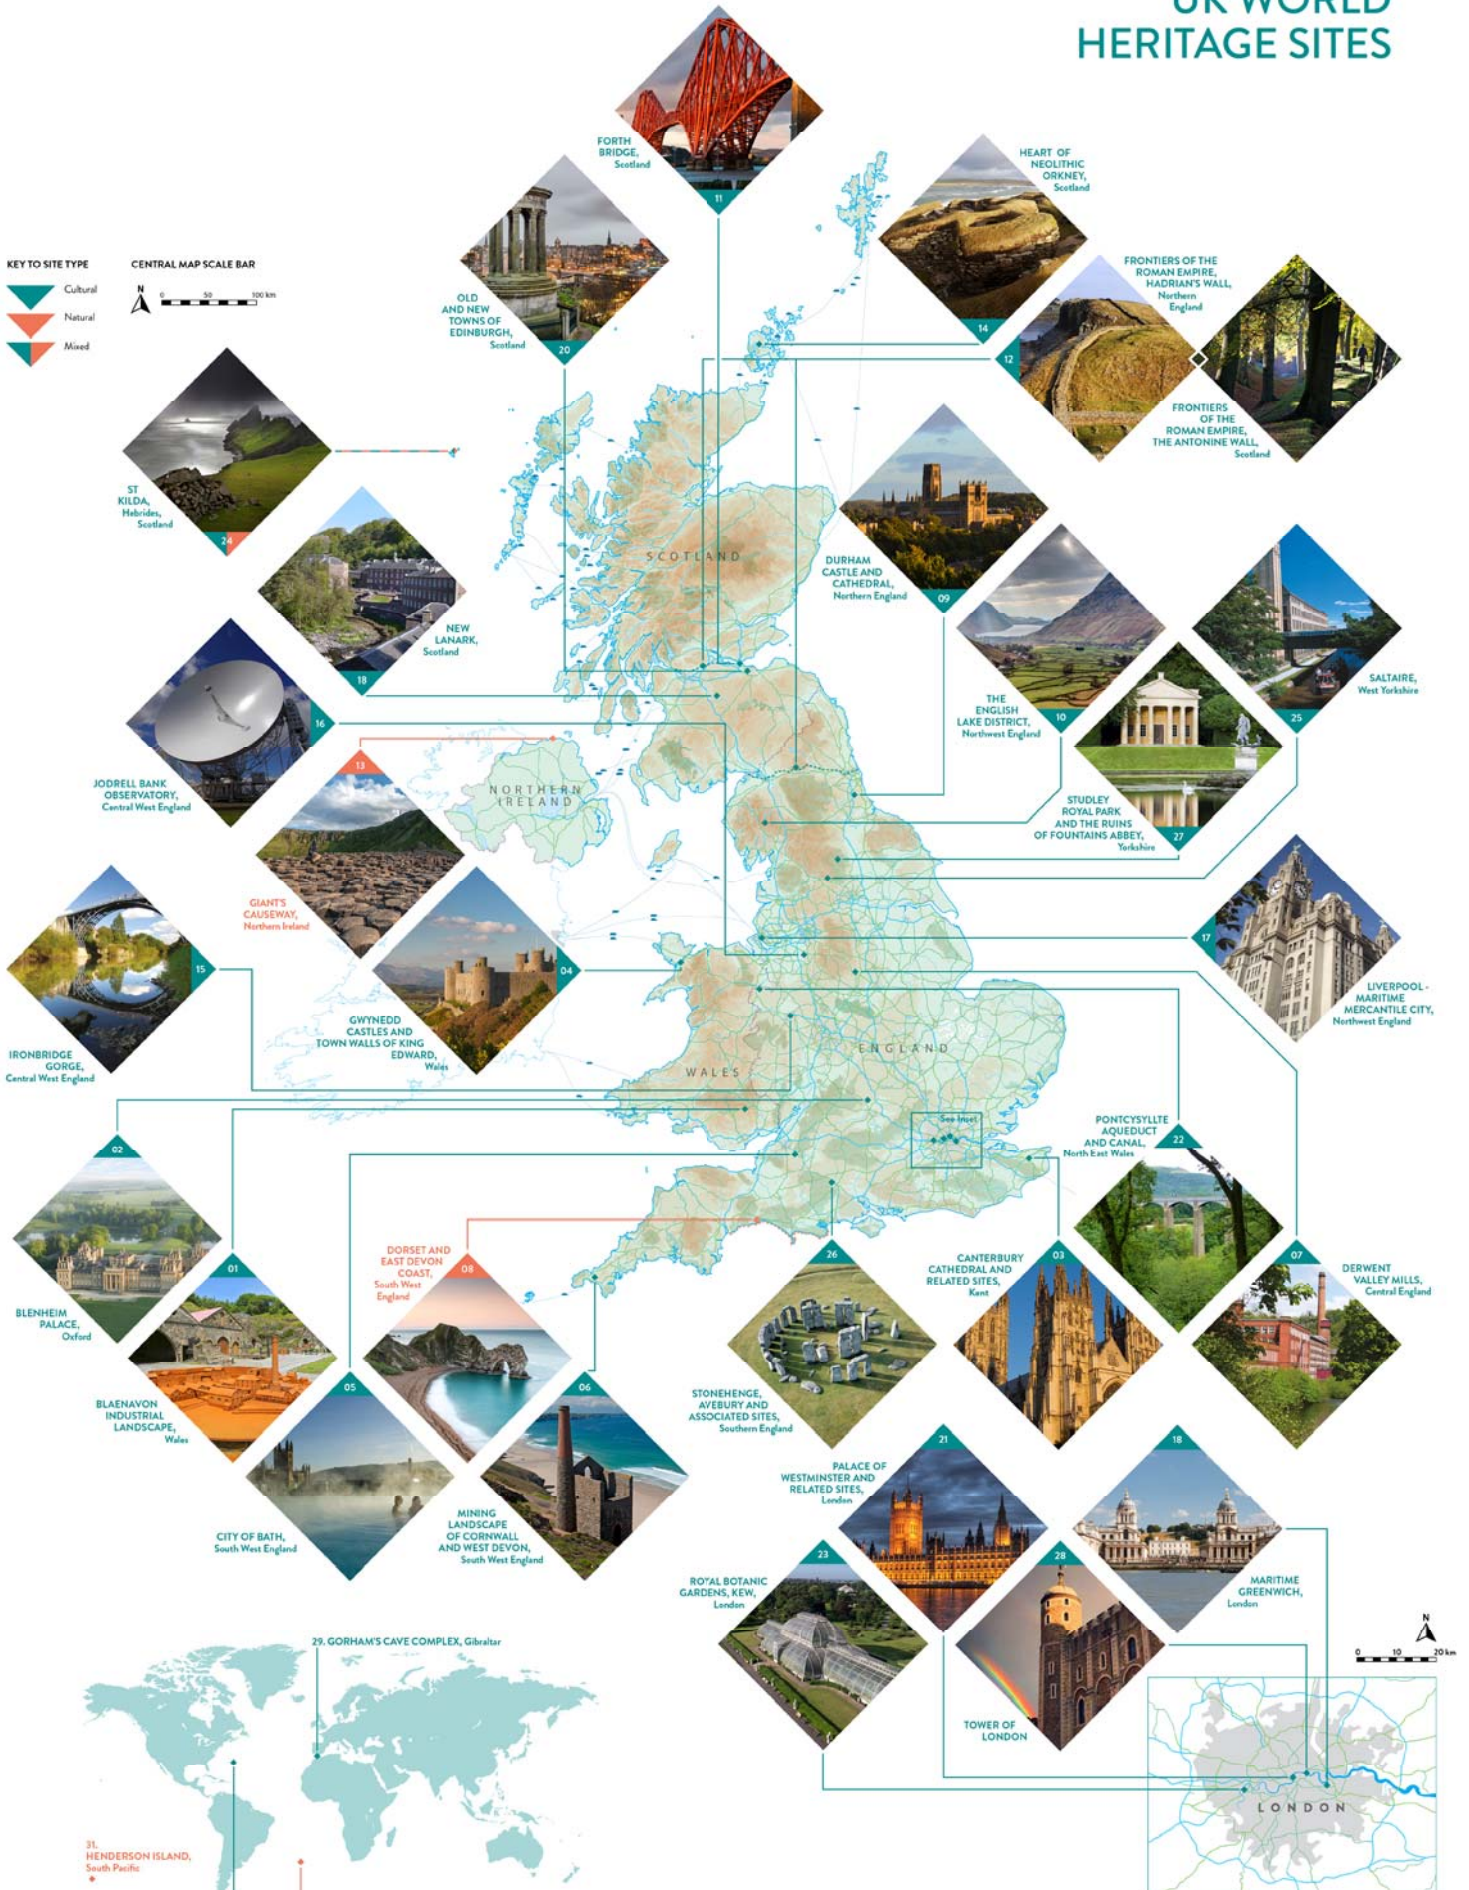 UK WORLD
HERITAGE SITES
FORTH
BRIDGE,
Scotland
11
HEART OF
NEOLITHIC
ORKNEY,
Scotland
14
KEY TO SITE TYPE
Cultural
Natural
Mixed
CENTRAL MAP SCALE BAR
N
0 50 100 km
OLD
AND NEW
TOWNS OF
EDINBURGH,
Scotland
20
FRONTIERS OF THE
ROMAN EMPIRE,
HADRIAN'S WALL,
Northern
England
12
FRONTIERS
OF THE
ROMAN EMPIRE,
THE ANTONINE WALL,
Scotland
ST
KILDA,
Hebrides,
Scotland
24
SCOTLAND
DURHAM
CASTLE AND
CATHEDRAL,
Northern England
09
NEW
LANARK,
Scotland
18
THE
ENGLISH
LAKE DISTRICT,
Northwest England
10
SALTAIRE,
West Yorkshire
25
16
JODRELL BANK
OBSERVATORY,
Central West England
13
NORTHERN
IRELAND
STUDLEY
ROYAL PARK
AND THE RUINS
OF FOUNTAINS ABBEY,
Yorkshire
27
GIANT'S
CAUSEWAY,
Northern Ireland
17
LIVERPOOL -
MARITIME
MERCANTILE CITY,
Northwest England
15
IRONBRIDGE
GORGE,
Central West England
04
GWYNEDD
CASTLES AND
TOWN WALLS OF KING
EDWARD,
Wales
ENGLAND
WALES
See Inset
PONTCYSYLLTE
AQUEDUCT
AND CANAL,
North East Wales
22
02
BLENHEIM
PALACE,
Oxford
01
BLAENAVON
INDUSTRIAL
LANDSCAPE,
Wales
DORSET AND
EAST DEVON
COAST,
South West
England
08
26
STONEHENGE,
AVEBURY AND
ASSOCIATED SITES,
Southern England
CANTERBURY
CATHEDRAL AND
RELATED SITES,
Kent
03
07
DERWENT
VALLEY MILLS,
Central England
05
CITY OF BATH,
South West England
06
MINING
LANDSCAPE
OF CORNWALL
AND WEST DEVON,
South West England
21
PALACE OF
WESTMINSTER AND
RELATED SITES,
London
18
MARITIME
GREENWICH,
London
23
ROYAL BOTANIC
GARDENS, KEW,
London
28
TOWER OF
LONDON
N
0 10 20 km
LONDON
29. GORHAM'S CAVE COMPLEX, Gibraltar
31.
HENDERSON ISLAND,
South Pacific